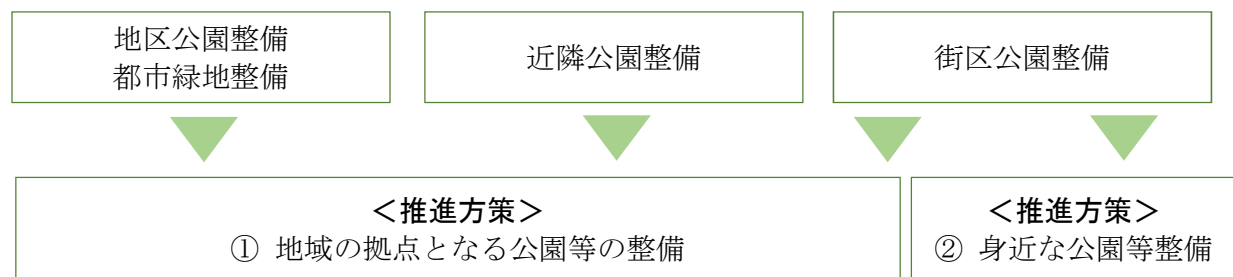 地区公園整備
都市緑地整備
近隣公園整備
街区公園整備
＜推進方策＞
① 地域の拠点となる公園等の整備
＜推進方策＞
② 身近な公園等整備